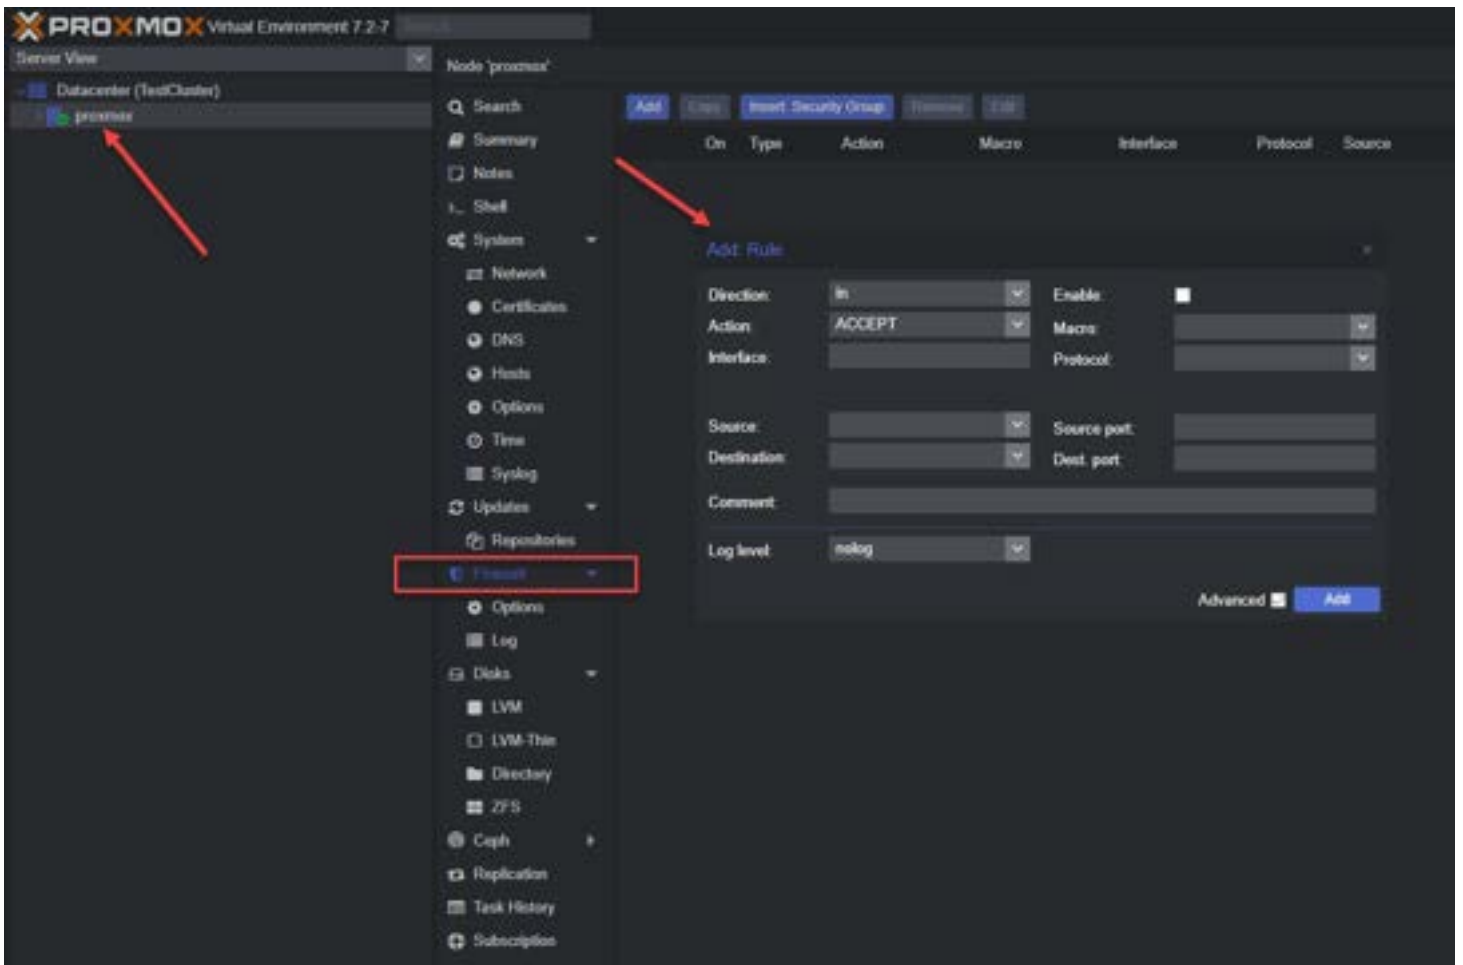 PROXMOX Virtual Environment 7.2-7 Search
Server View
Datacenter (TestCluster)
proxmox
Node 'proxmox'
Search
Summary
Notes
Shell
System
Network
Certificates
DNS
Hosts
Options
Time
Syslog
Updates
Repositories
Firewall
Options
Log
Disks
LVM
LVM-Thin
Directory
ZFS
Ceph
Replication
Task History
Subscription
Add Copy Insert: Security Group Remove Edit
On Type Action Macro Interface Protocol Source
Add: Rule
Direction: in Enable:
Action: ACCEPT Macro:
Interface: Protocol:
Source: Source port:
Destination: Dest. port:
Comment:
Log level: nolog
Advanced Add